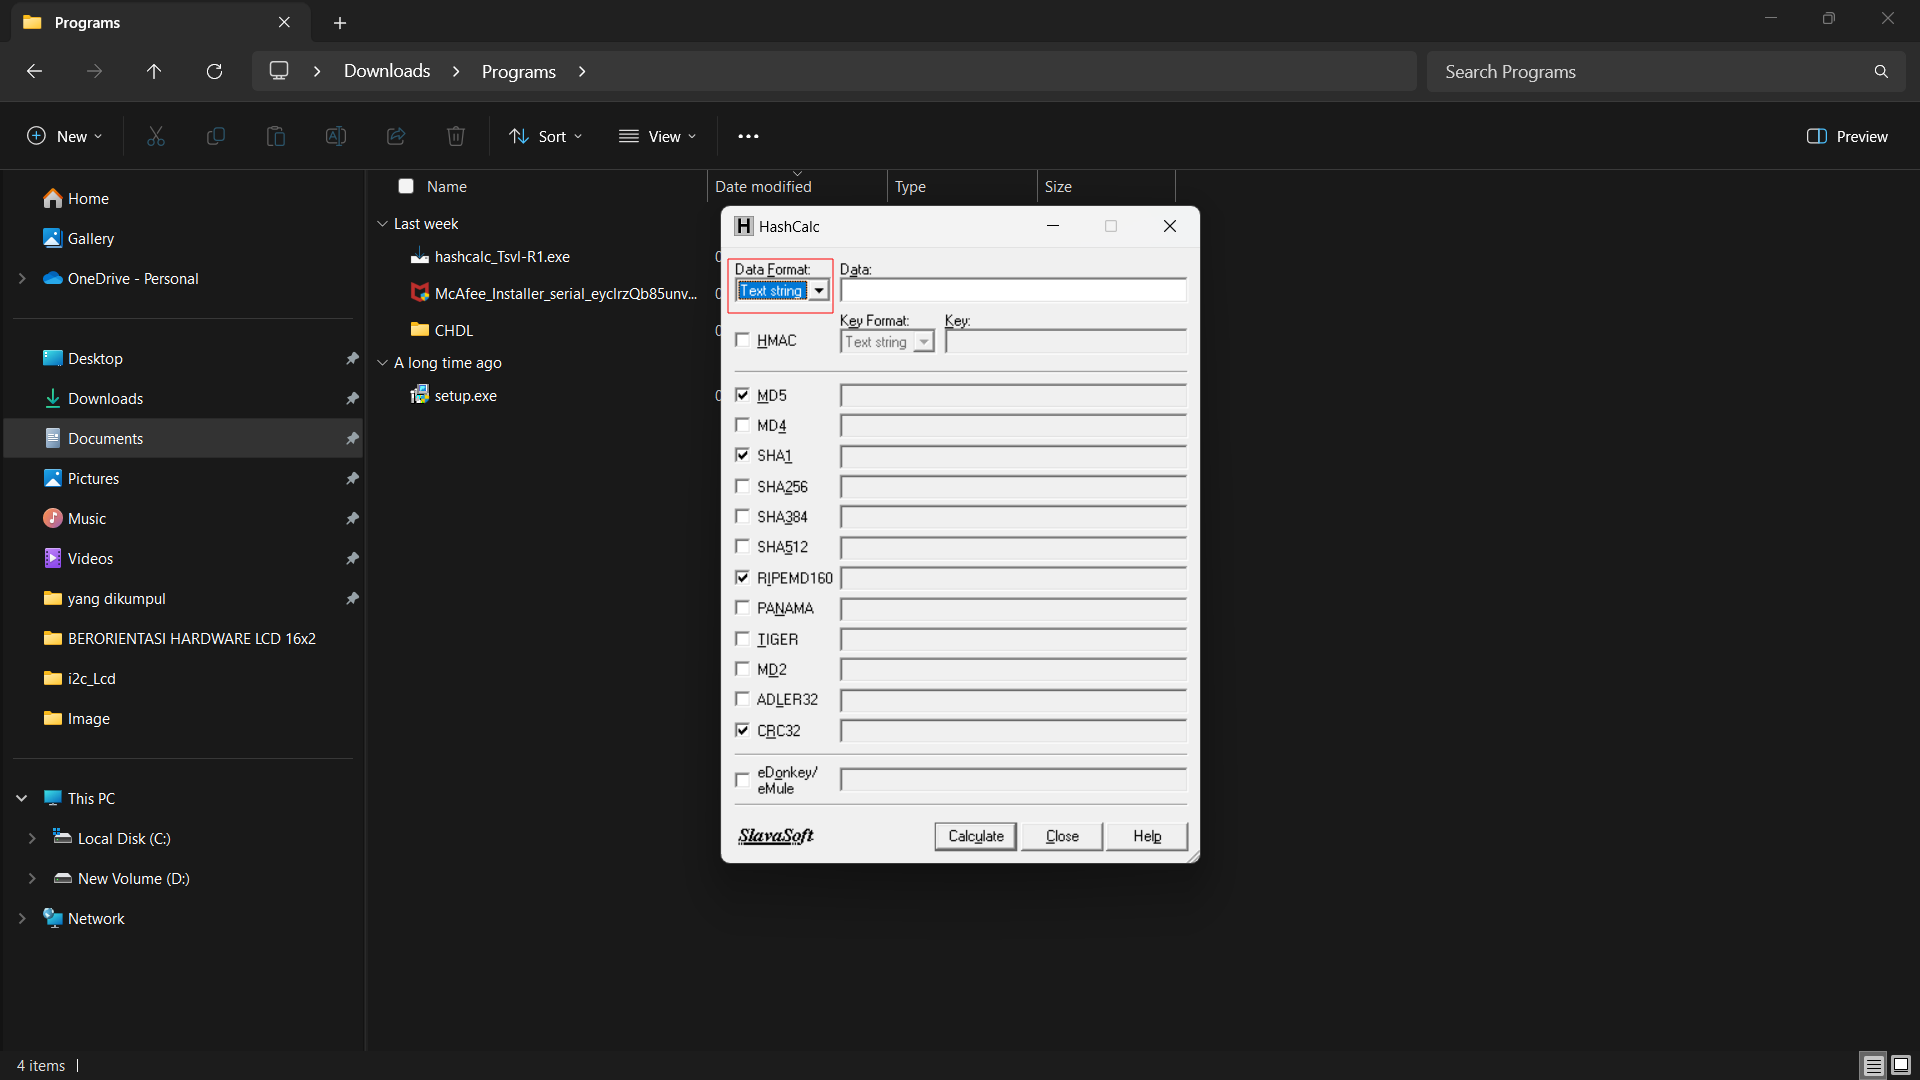 Programs
Downloads
Programs
Search Programs
New
Sort
View
Preview
Home
Gallery
OneDrive - Personal
Desktop
Downloads
Documents
Pictures
Music
Videos
yang dikumpul
BERORIENTASI HARDWARE LCD 16x2
i2c_Lcd
Image
This PC
Local Disk (C:)
New Volume (D:)
Network
Name
Date modified
Type
Size
Last week
hashcalc_Tsvl-R1.exe
McAfee_Installer_serial_eyclrzQb85unv...
CHDL
A long time ago
setup.exe
HashCalc
Data Format:
Data:
Text string
Key Format:
Key:
HMAC
Text string
MD5
MD4
SHA1
SHA256
SHA384
SHA512
RIPEMD160
PANAMA
TIGER
MD2
ADLER32
CRC32
eDonkey/
eMule
SlavaSoft
Calculate
Close
Help
4 items